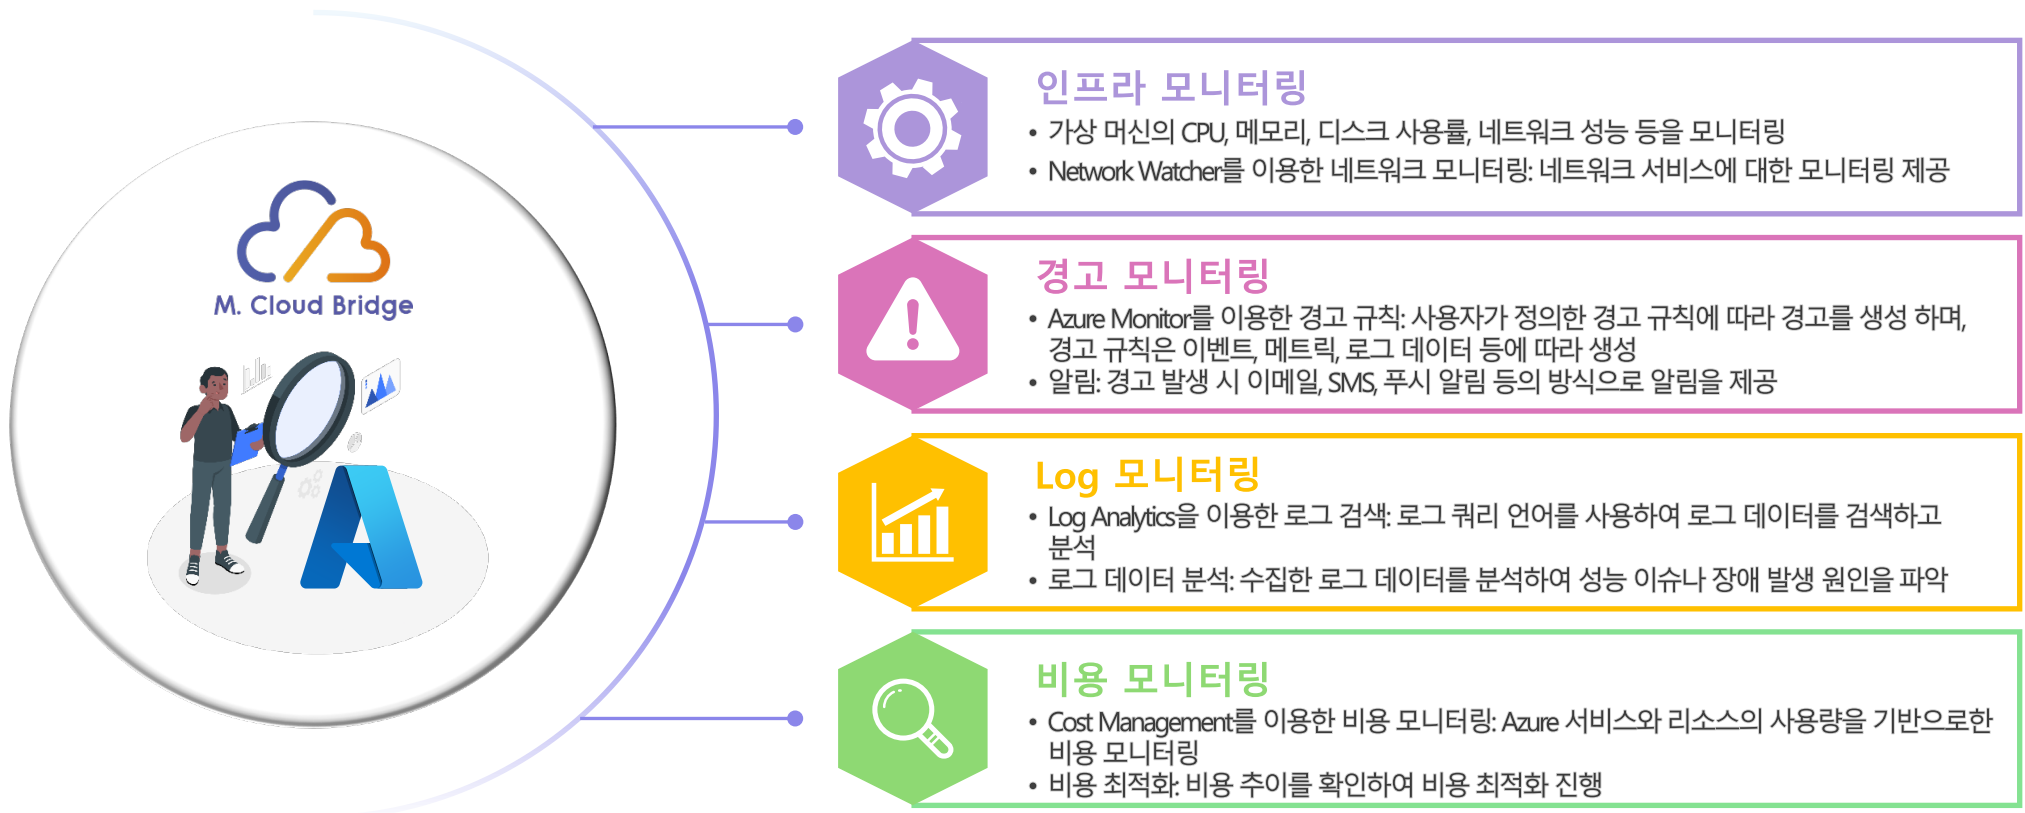 M. Cloud Bridge
인프라 모니터링
• 가상 머신의 CPU, 메모리, 디스크 사용률, 네트워크 성능 등을 모니터링
• Network Watcher를 이용한 네트워크 모니터링: 네트워크 서비스에 대한 모니터링 제공
경고 모니터링
• Azure Monitor를 이용한 경고 규칙: 사용자가 정의한 경고 규칙에 따라 경고를 생성 하며,
경고 규칙은 이벤트, 메트릭, 로그 데이터 등에 따라 생성
• 알림: 경고 발생 시 이메일, SMS, 푸시 알림 등의 방식으로 알림을 제공
Log 모니터링
• Log Analytics을 이용한 로그 검색: 로그 쿼리 언어를 사용하여 로그 데이터를 검색하고
분석
• 로그 데이터 분석: 수집한 로그 데이터를 분석하여 성능 이슈나 장애 발생 원인을 파악
비용 모니터링
• Cost Management를 이용한 비용 모니터링: Azure 서비스와 리소스의 사용량을 기반으로한
비용 모니터링
• 비용 최적화: 비용 추이를 확인하여 비용 최적화 진행